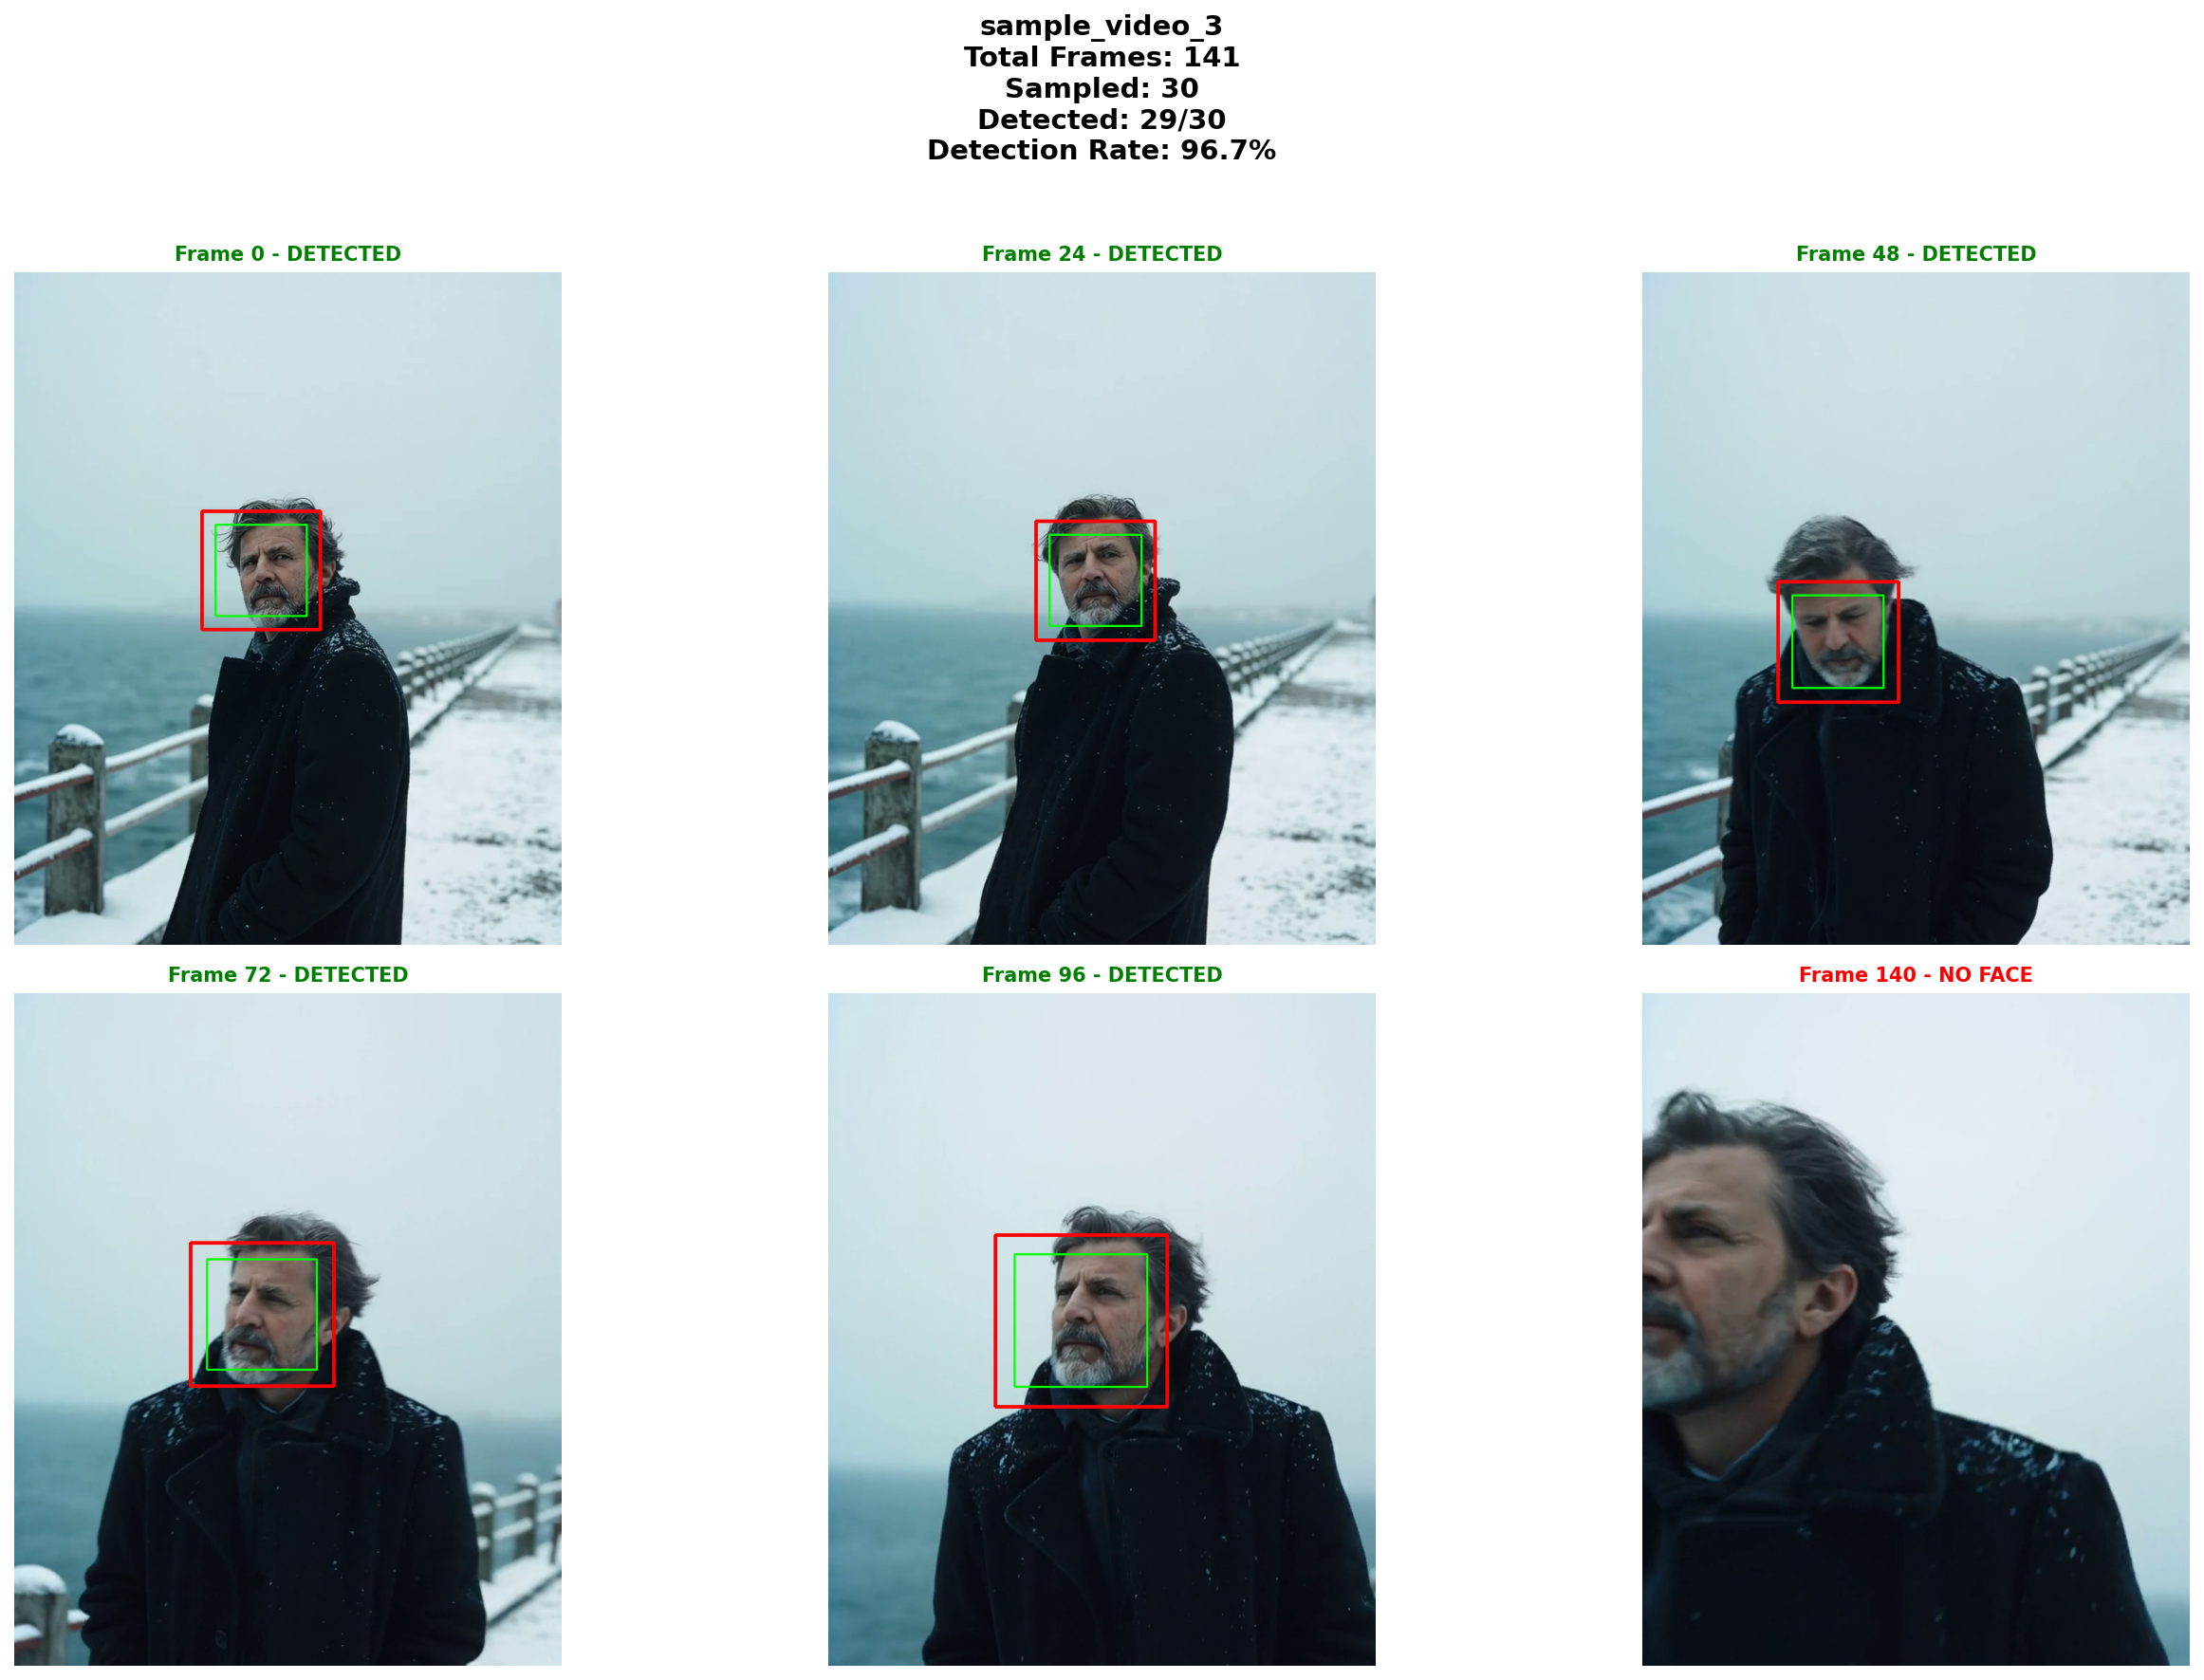 sample_video_3
Total Frames: 141
Sampled: 30
Detected: 29/30
Detection Rate: 96.7%
Frame 0 - DETECTED
Frame 24 - DETECTED
Frame 48 - DETECTED
Frame 72 - DETECTED
Frame 96 - DETECTED
Frame 140 - NO FACE